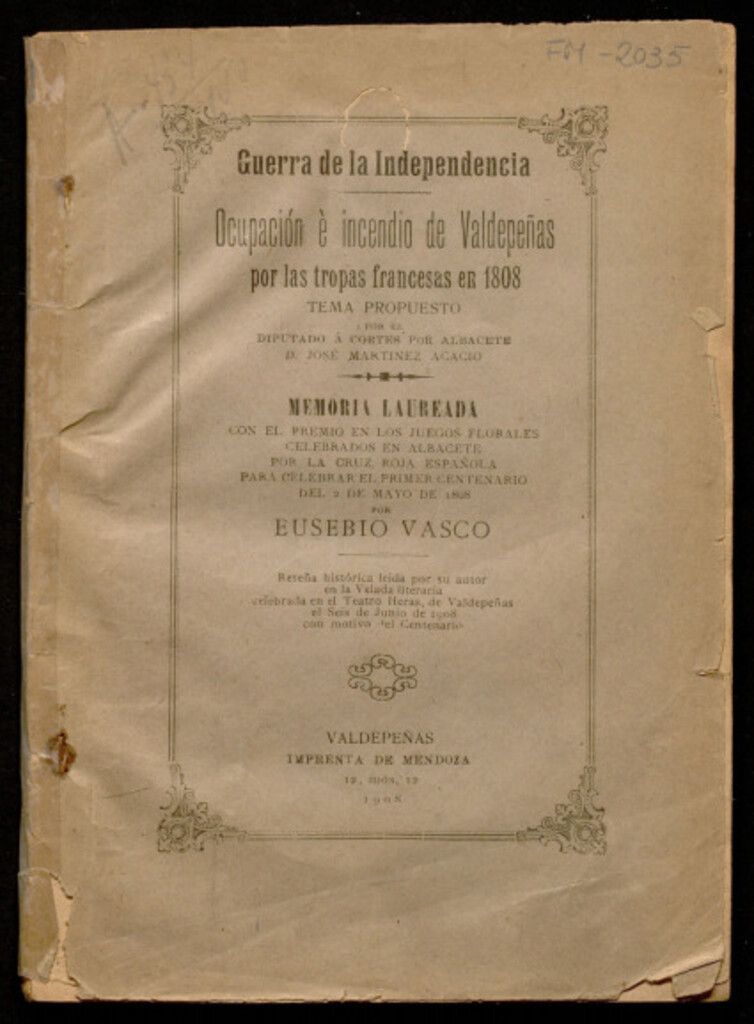 FM-2035
Guerra de la Independencia
Ocupación è incendio de Valdepeñas
por las tropas francesas en 1808
TEMA PROPUESTO
POR EL
DIPUTADO Á CORTES POR ALBACETE
D. JOSÉ MARTINEZ ACACIO
MEMORIA LAUREADA
CON EL PREMIO EN LOS JUEGOS FLORALES
CELEBRADOS EN ALBACETE
POR LA CRUZ ROJA ESPAÑOLA
PARA CELEBRAR EL PRIMER CENTENARIO
DEL 2 DE MAYO DE 1808
POR
EUSEBIO VASCO
Reseña histórica leída por su autor
en la Velada literaria
celebrada en el Teatro Heras, de Valdepeñas
el Seis de Junio de 1908
con motivo del Centenario
VALDEPEÑAS
IMPRENTA DE MENDOZA
12, 12
1908